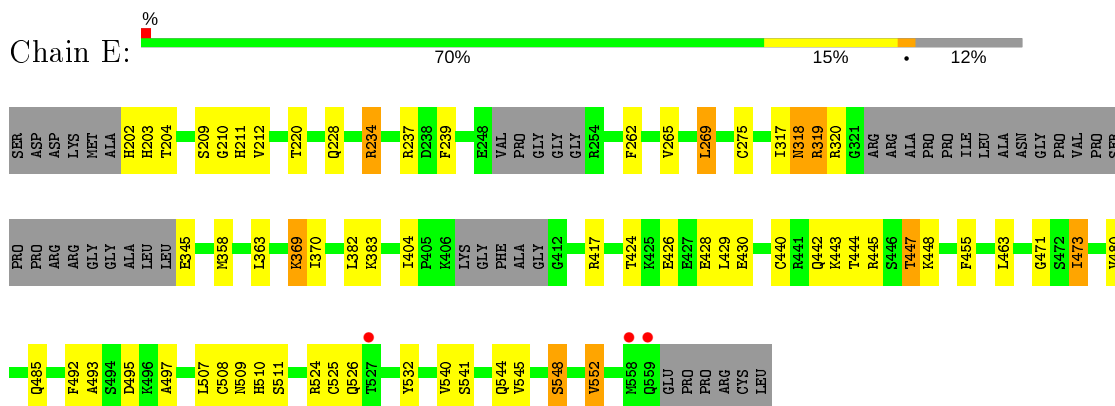 %
Chain E:
70% 15% • 12%
SER ASP ASP LYS MET ALA H202 H203 T204 S209 G210 H211 V212 T220 Q228 R234 R237 D238 F239 E248 VAL PRO GLY GLY GLY R254 F262 V265 L269 C275 I317 N318 R319 R320 G321 ARG ARG ALA PRO PRO ILE LEU ALA ASN GLY PRO VAL PRO SER
PRO PRO ARG ARG GLY GLY ALA LEU LEU E345 M358 L363 K369 I370 L382 K383 I404 P405 K406 LYS GLY PHE ALA GLY G412 R417 T424 K425 E426 E427 E428 L429 E430 C440 R441 Q442 K443 T444 R445 S446 T447 K448 F455 L463 G471 S472 I473
Q485 F492 A493 S494 D495 K496 A497 L507 C508 N509 H510 S511 R524 C525 Q526 T527 Y532 V540 S541 Q544 V545 S548 V552 M558 Q559 GLU PRO PRO ARG CYS LEU